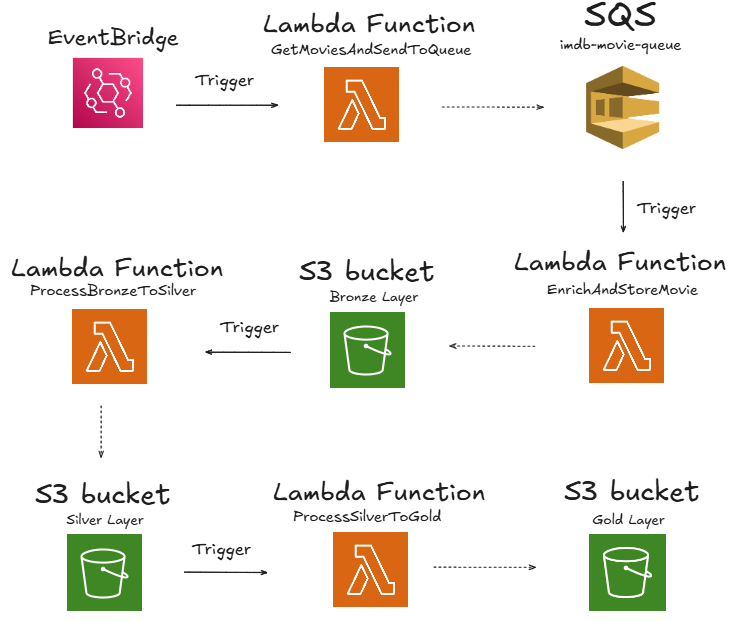 EventBridge
Trigger
Lambda Function
GetMoviesAndSendToQueue
SQS
imdb-movie-queue
Trigger
Lambda Function
ProcessBronzeToSilver
Trigger
S3 bucket
Bronze Layer
Lambda Function
EnrichAndStoreMovie
S3 bucket
Silver Layer
Trigger
Lambda Function
ProcessSilverToGold
S3 bucket
Gold Layer